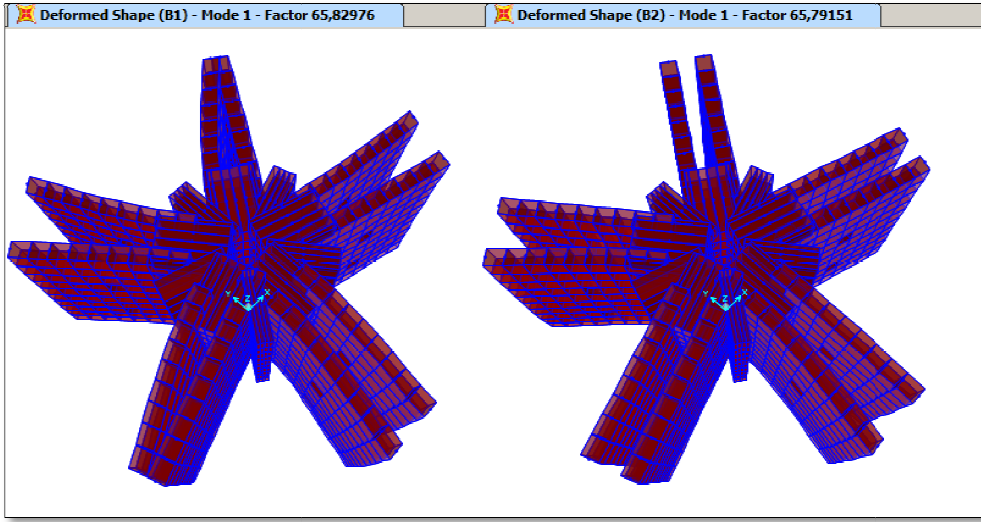 Deformed Shape (B1) - Mode 1 - Factor 65,82976
Deformed Shape (B2) - Mode 1 - Factor 65,79151
Y Z X
Y Z X